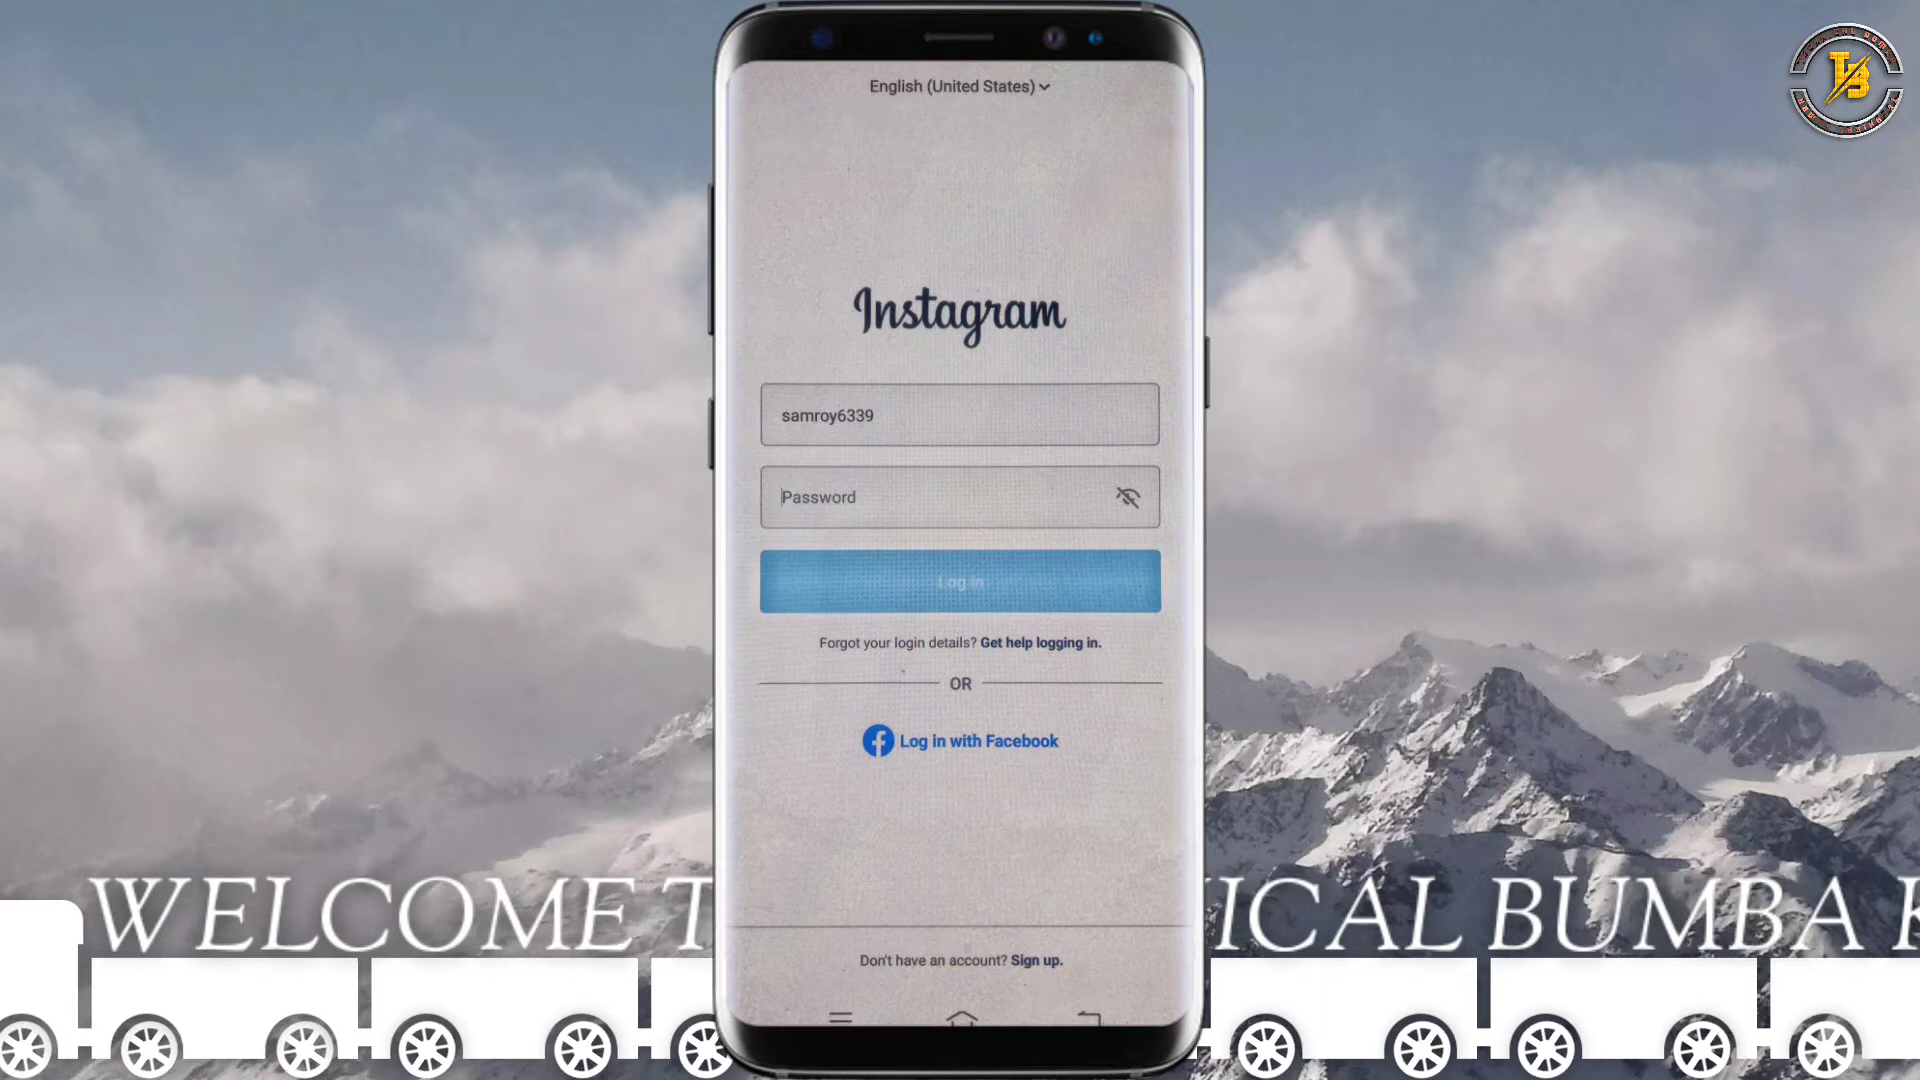 English (United States)
Instagram
samroy6339
Password
Log in
Forgot your login details? Get help logging in.
OR
Log in with Facebook
WELCOME T ICAL BUMBA
Don't have an account? Sign up.
TB